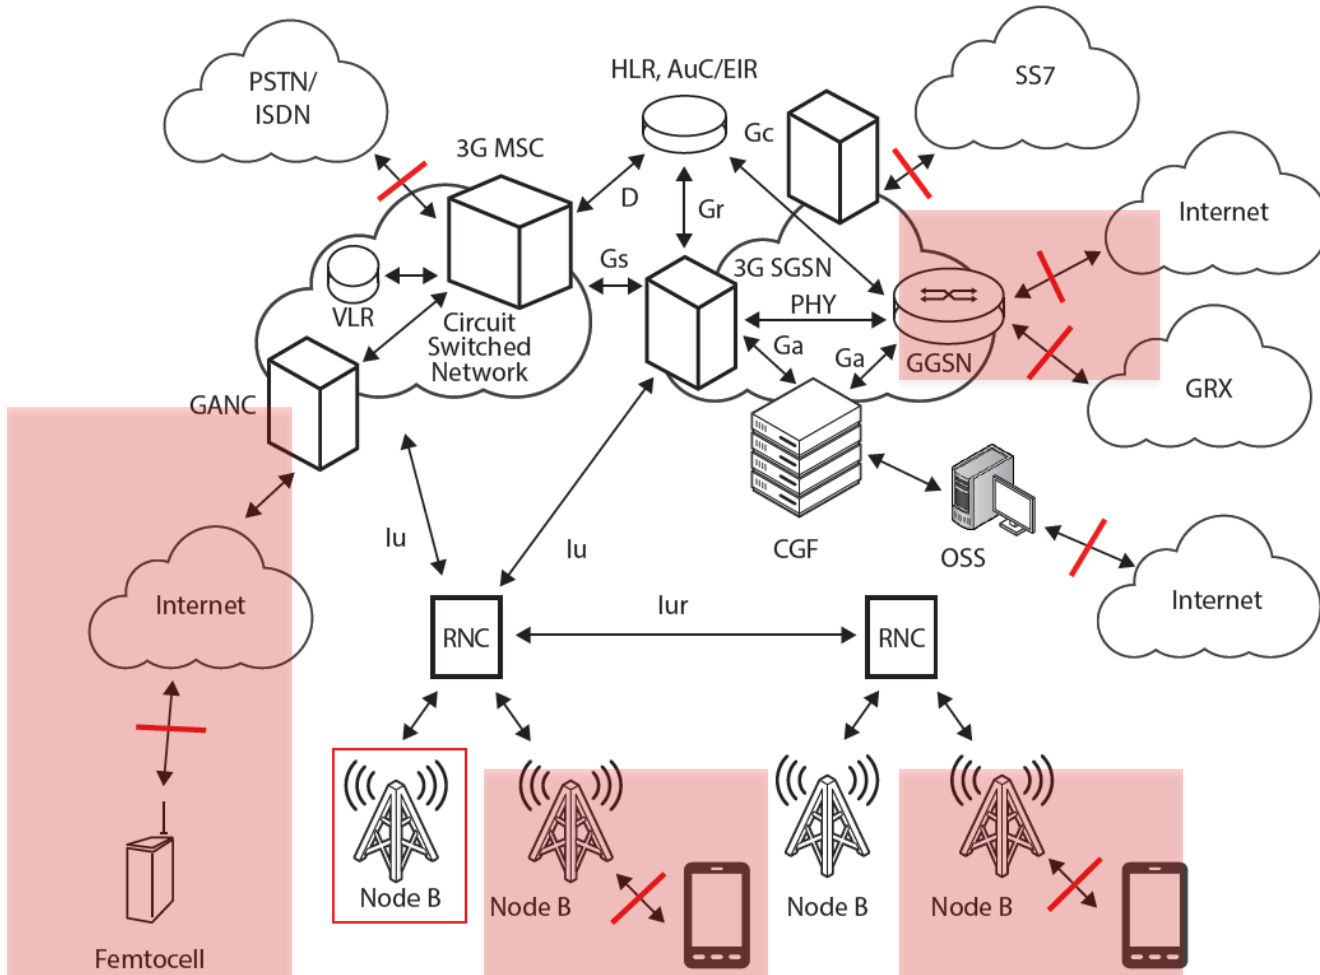 PSTN/
ISDN
HLR, AuC/EIR
SS7
3G MSC
Gc
D
Gr
Internet
Gs
3G SGSN
VLR
PHY
Circuit
Switched
Network
Ga
Ga
GGSN
GRX
GANC
Iu
Iu
CGF
OSS
Internet
Internet
Iur
RNC
RNC
Node B
Node B
Node B
Node B
Femtocell